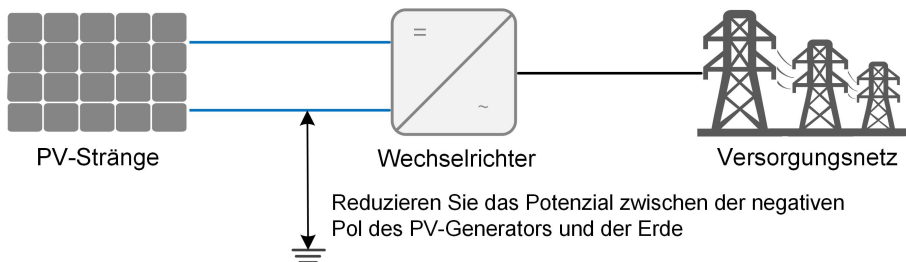 PV-Stränge
Wechselrichter
Versorgungsnetz
Reduzieren Sie das Potenzial zwischen der negativen
Pol des PV-Generators und der Erde